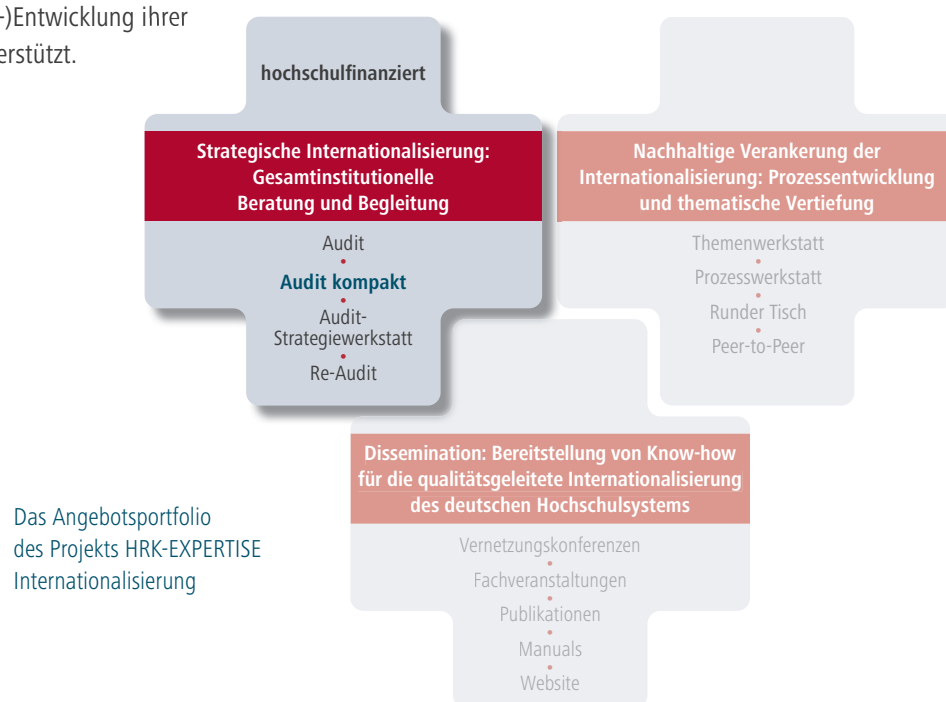 -)Entwicklung ihrer
erstützt.
hochschulfinanziert
Strategische Internationalisierung:
Gesamtinstitutionelle
Beratung und Begleitung
Audit
•
Audit kompakt
•
Audit-
Strategiewerkstatt
•
Re-Audit
Nachhaltige Verankerung der
Internationalisierung: Prozessentwicklung
und thematische Vertiefung
Themenwerkstatt
•
Prozesswerkstatt
•
Runder Tisch
•
Peer-to-Peer
Dissemination: Bereitstellung von Know-how
für die qualitätsgeleitete Internationalisierung
des deutschen Hochschulsystems
Vernetzungskonferenzen
•
Fachveranstaltungen
•
Publikationen
•
Manuals
•
Website
Das Angebotsportfolio
des Projekts HRK-EXPERTISE
Internationalisierung